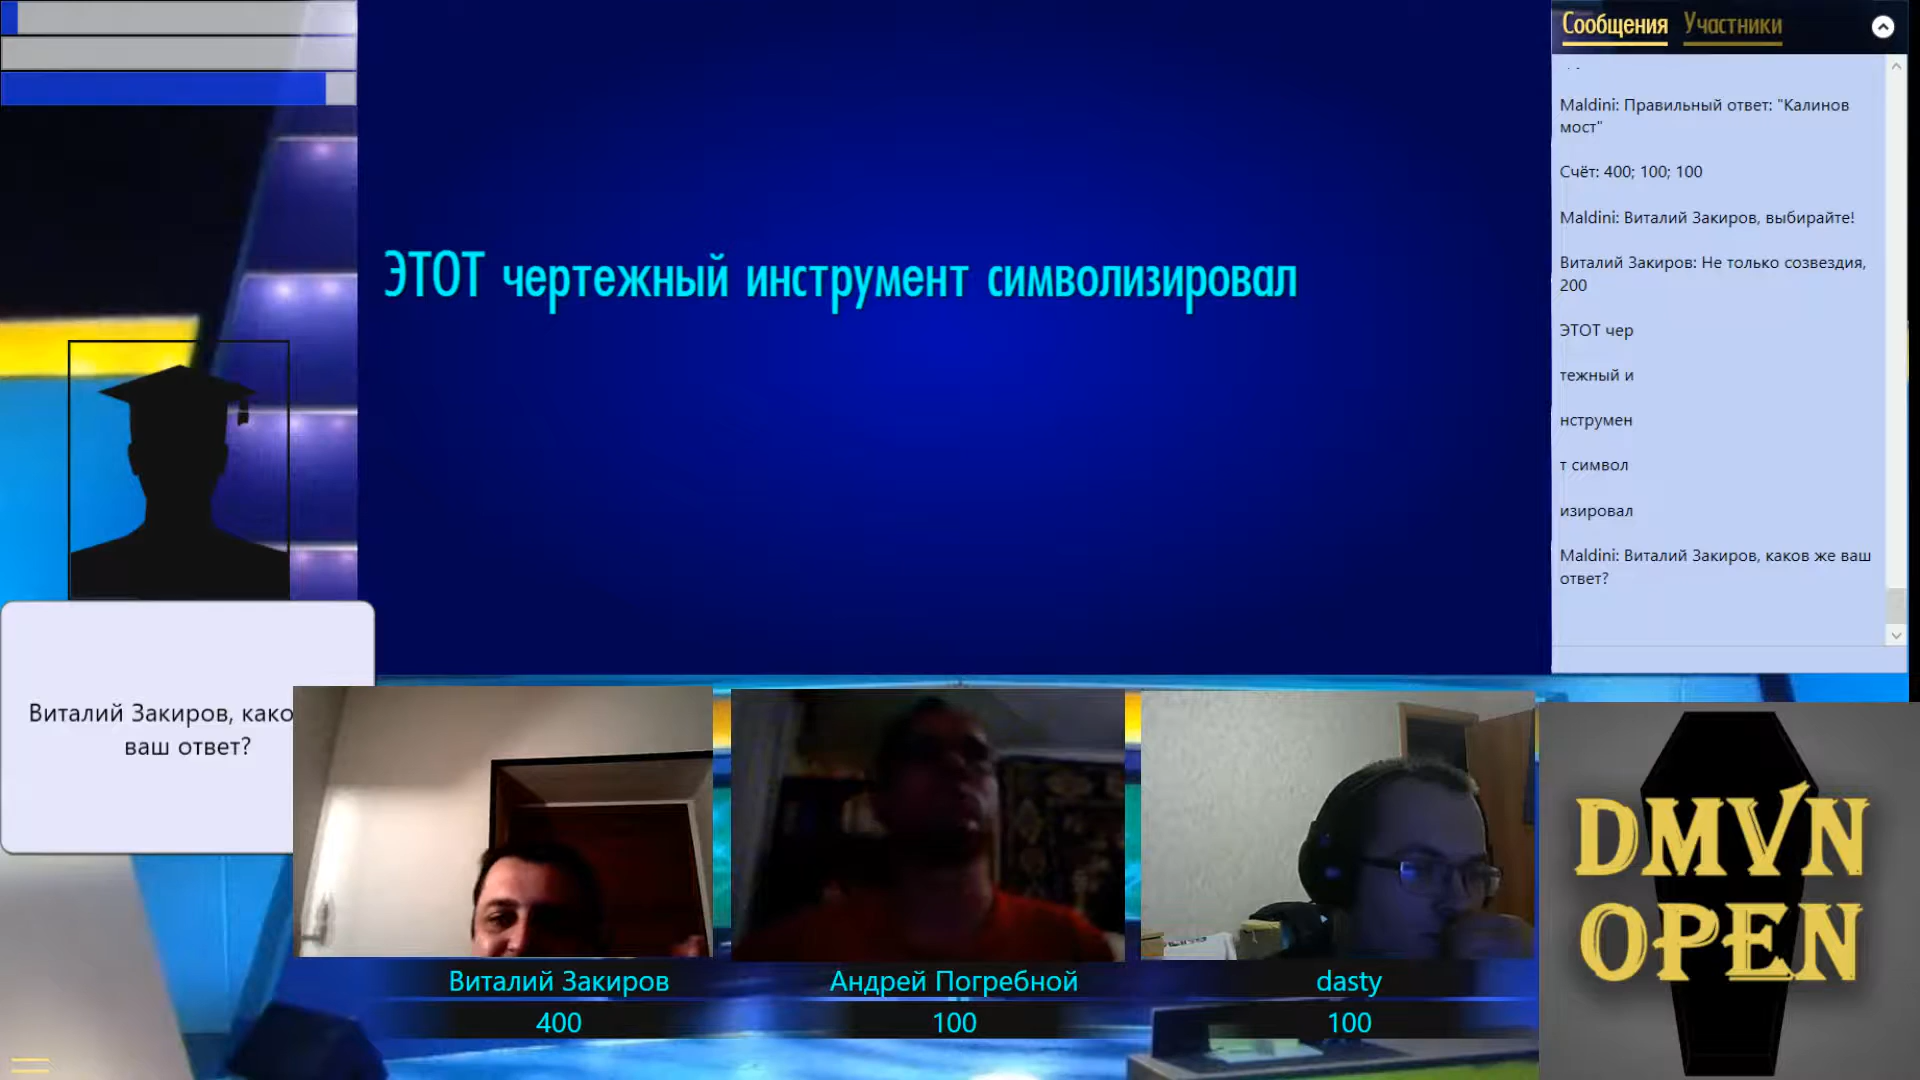 Сообщения Участники
Maldini: Правильный ответ: "Калинов
мост"
Счёт: 400; 100; 100
Maldini: Виталий Закиров, выбирайте!
Виталий Закиров: Не только созвездия,
200
ЭТОТ чер
тежный и
нструмен
т символ
изировал
Maldini: Виталий Закиров, каков же ваш
ответ?
ЭТОТ чертежный инструмент символизировал
Виталий Закиров, како
ваш ответ?
Виталий Закиров
400
Андрей Погребной
100
dasty
100
DMVN
OPEN